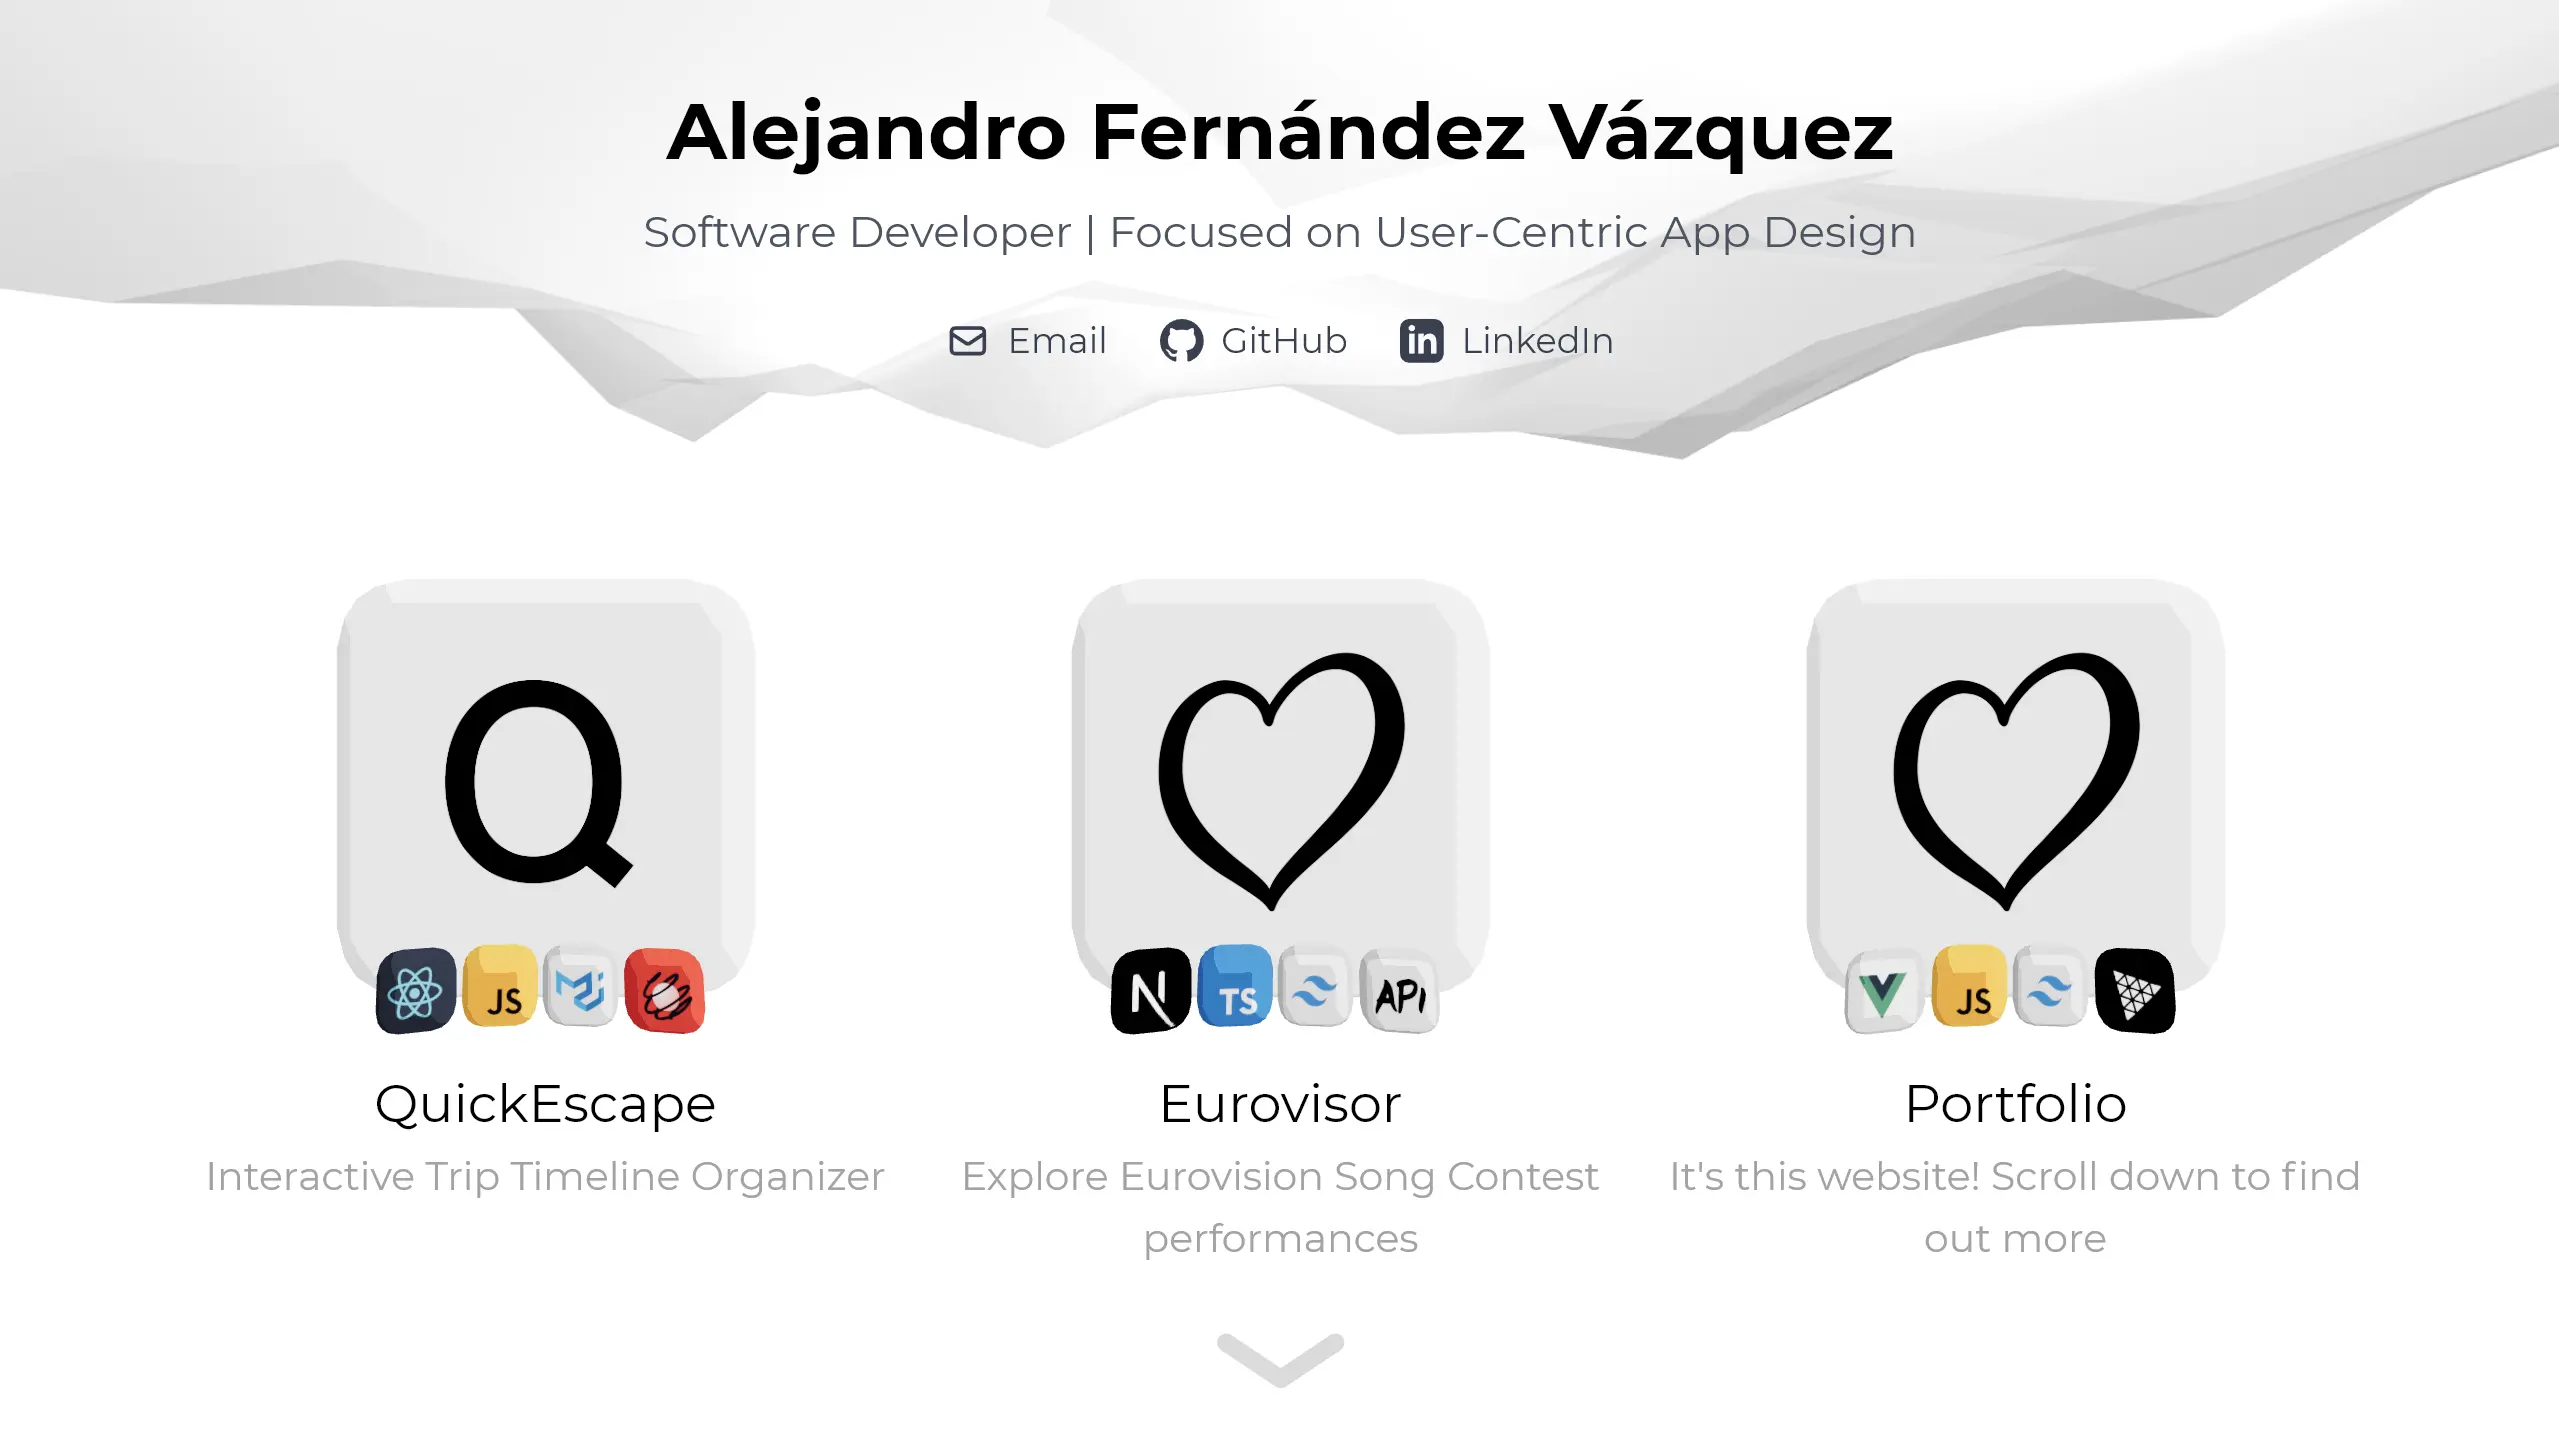 Alejandro Fernández Vázquez
Software Developer | Focused on User-Centric App Design
Email GitHub LinkedIn
Q
JS
TS API
JS
QuickEscape Eurovisor Portfolio
Interactive Trip Timeline Organizer
Explore Eurovision Song Contest
performances
It's this website! Scroll down to find
out more